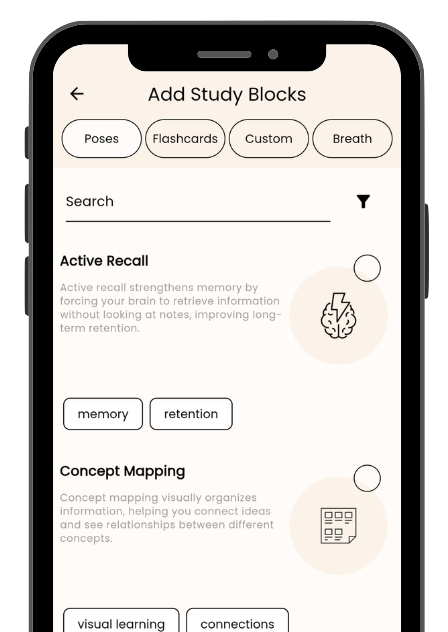 Add Study Blocks
Poses
Flashcards
Custom
Breath
Search
Active Recall
Active recall strengthens memory by
forcing your brain to retrieve information
without looking at notes, improving long-
term retention.
memory
retention
Concept Mapping
Concept mapping visually organizes
information, helping you connect ideas
and see relationships between different
concepts.
visual learning
connections